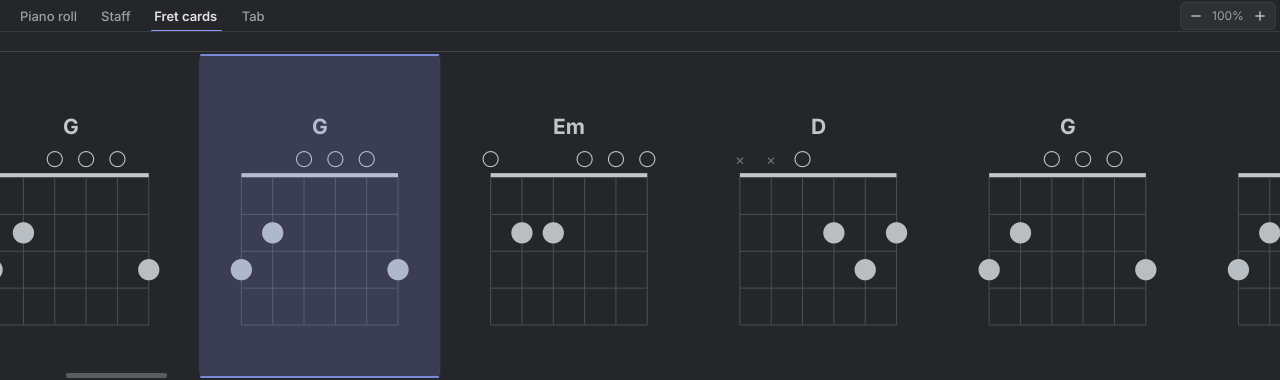 Piano roll Staff Fret cards Tab − 100% +
G G Em D G
× ×